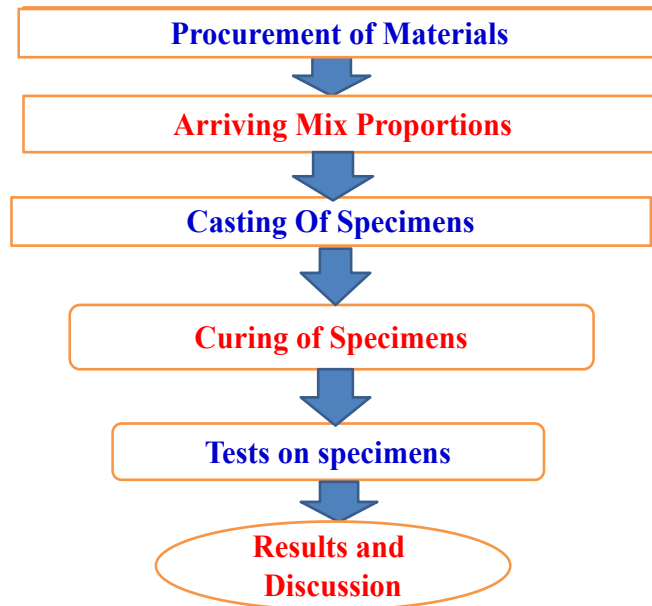 Procurement of Materials
Arriving Mix Proportions
Casting Of Specimens
Curing of Specimens
Tests on specimens
Results and
Discussion